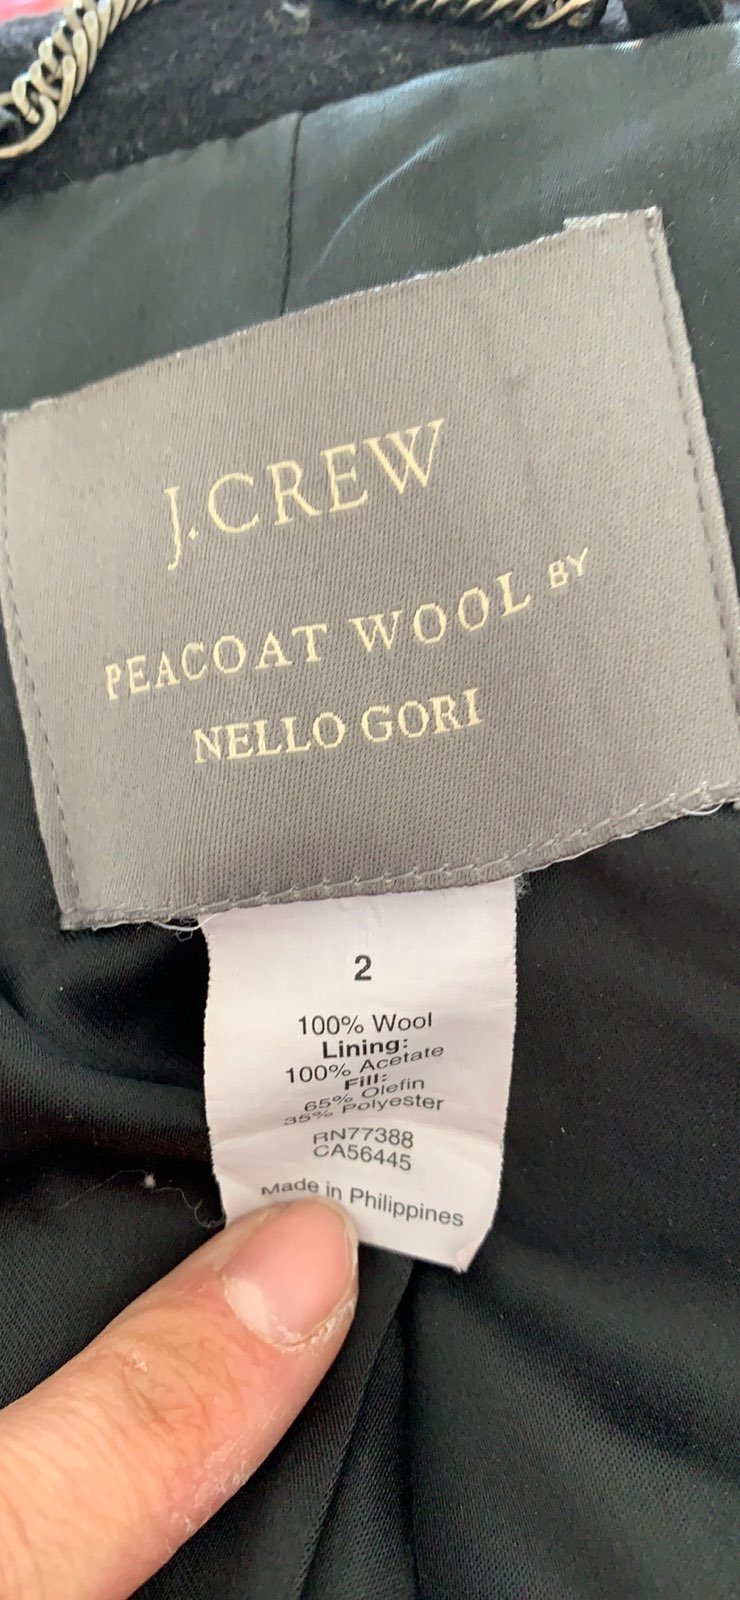 J.CREW
PEACOAT WOOL BY
NELLO GORI
2
100% Wool
Lining:
100% Acetate
Fill:
65% Olefin
35% Polyester
RN77388
CA56445
Made in Philippines